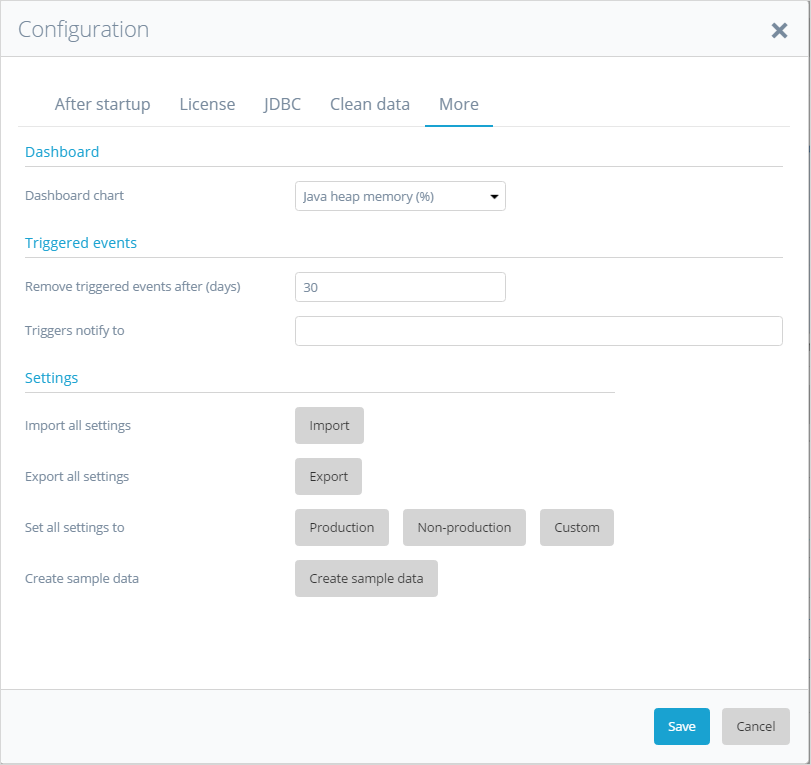 Configuration
After startup License JDBC Clean data More
Dashboard
Dashboard chart Java heap memory (%)
Triggered events
Remove triggered events after (days) 30
Triggers notify to
Settings
Import all settings Import
Export all settings Export
Set all settings to Production Non-production Custom
Create sample data Create sample data
Save Cancel